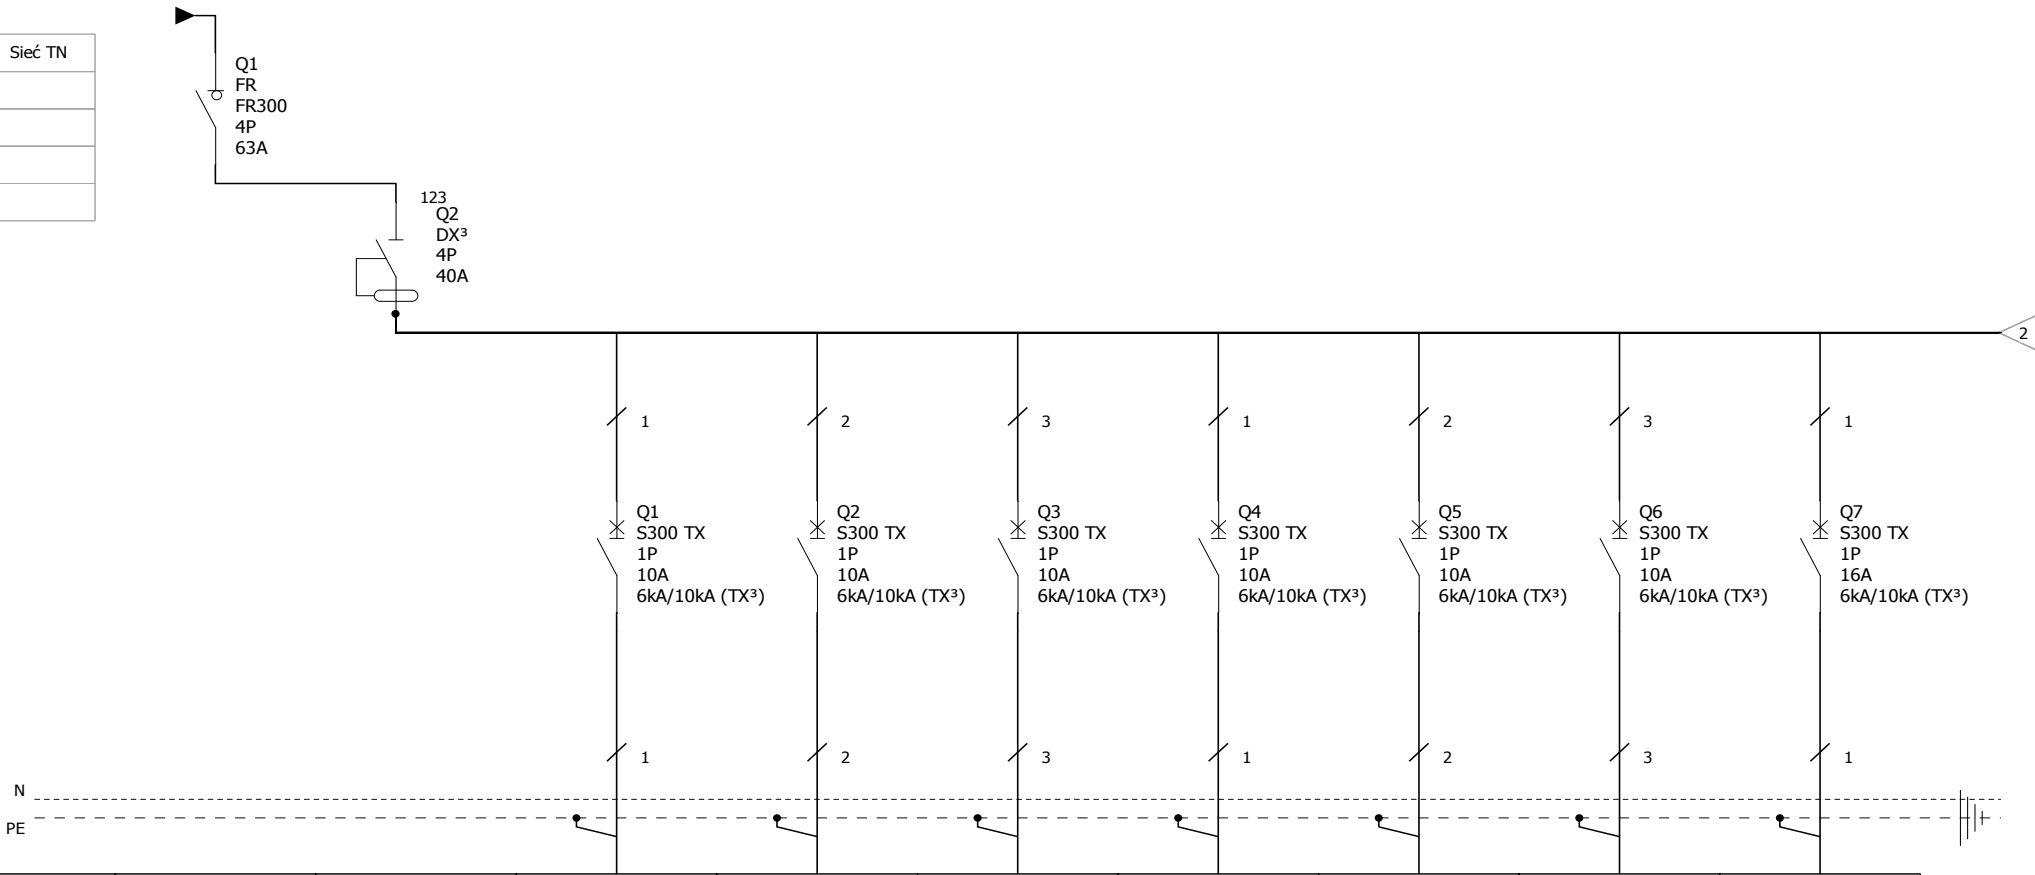 Sieć TN
Q1
FR
FR300
4P
63A
123
Q2
DX³
4P
40A
2
1
2
3
1
2
3
1
Q1
S300 TX
1P
10A
6kA/10kA (TX³)
Q2
S300 TX
1P
10A
6kA/10kA (TX³)
Q3
S300 TX
1P
10A
6kA/10kA (TX³)
Q4
S300 TX
1P
10A
6kA/10kA (TX³)
Q5
S300 TX
1P
10A
6kA/10kA (TX³)
Q6
S300 TX
1P
10A
6kA/10kA (TX³)
Q7
S300 TX
1P
16A
6kA/10kA (TX³)
1
2
3
1
2
3
1
N
PE